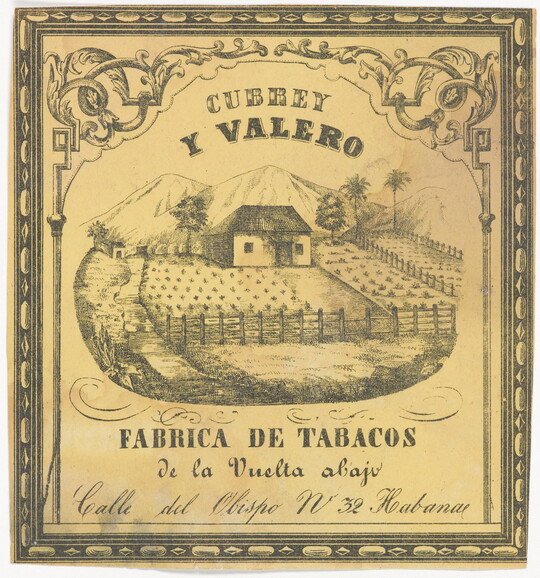 CUBREY
Y VALERO
FABRICA DE TABACOS
de la Vuelta abajo
Calle del Obispo Nº 32 Habana